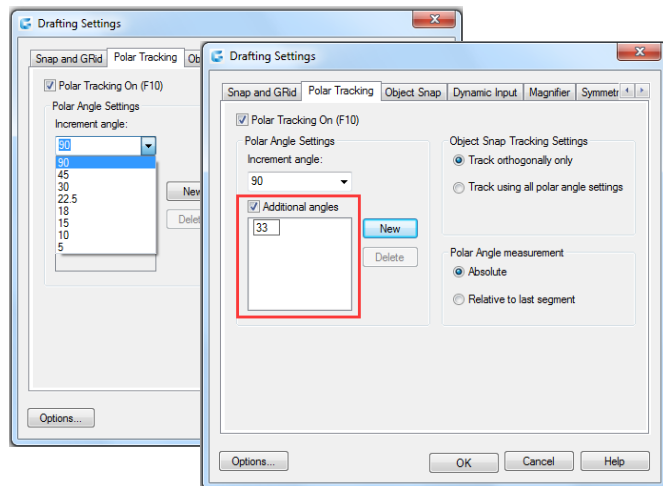 Drafting Settings
Snap and GRid Polar Tracking Ob
Polar Tracking On (F10)
Polar Angle Settings
Increment angle:
90
90
45
30
22.5
18
15
10
5
New
Delet
Options...
Drafting Settings
Snap and GRid Polar Tracking Object Snap Dynamic Input Magnifier Symmetr
Polar Tracking On (F10)
Polar Angle Settings
Increment angle:
90
Additional angles
33
New
Delete
Object Snap Tracking Settings
Track orthogonally only
Track using all polar angle settings
Polar Angle measurement
Absolute
Relative to last segment
Options... OK Cancel Help